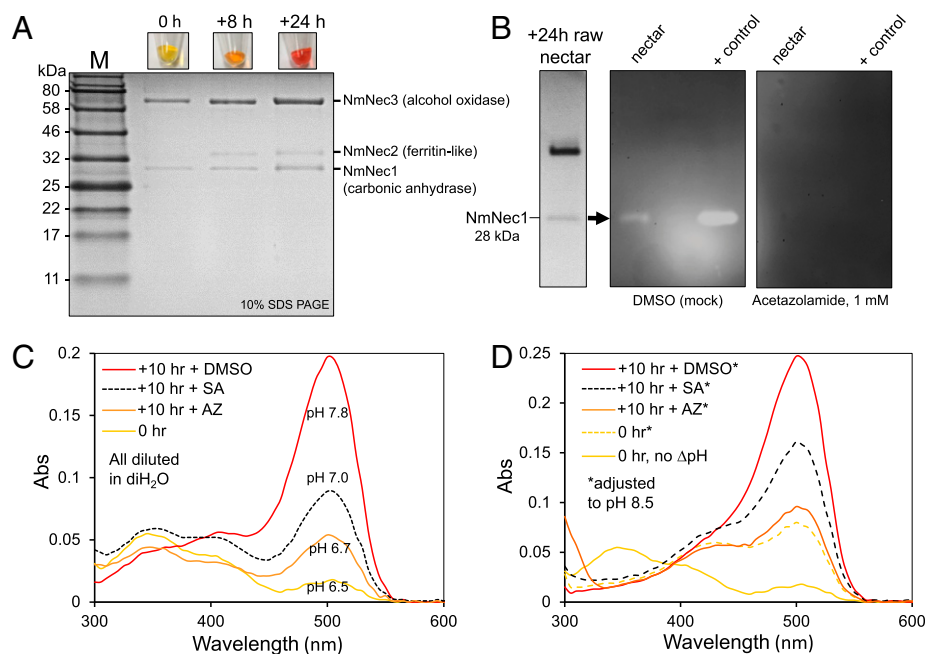 A
0 h
+8 h
+24 h
M
kDa
80
58
46
32
25
22
17
11
NmNec3 (alcohol oxidase)
NmNec2 (ferritin-like)
NmNec1
(carbonic anhydrase)
10% SDS PAGE
B
+24h raw
nectar
nectar
+ control
nectar
+ control
NmNec1
28 kDa
DMSO (mock)
Acetazolamide, 1 mM
C
0.2
0.15
0.1
0.05
0
Abs
+10 hr + DMSO
+10 hr + SA
+10 hr + AZ
0 hr
All diluted
in diH₂O
pH 7.8
pH 7.0
pH 6.7
pH 6.5
300
400
500
600
Wavelength (nm)
D
0.25
0.2
0.15
0.1
0.05
0
Abs
+10 hr + DMSO*
+10 hr + SA*
+10 hr + AZ*
0 hr*
0 hr, no ΔpH
*adjusted
to pH 8.5
300
400
500
600
Wavelength (nm)